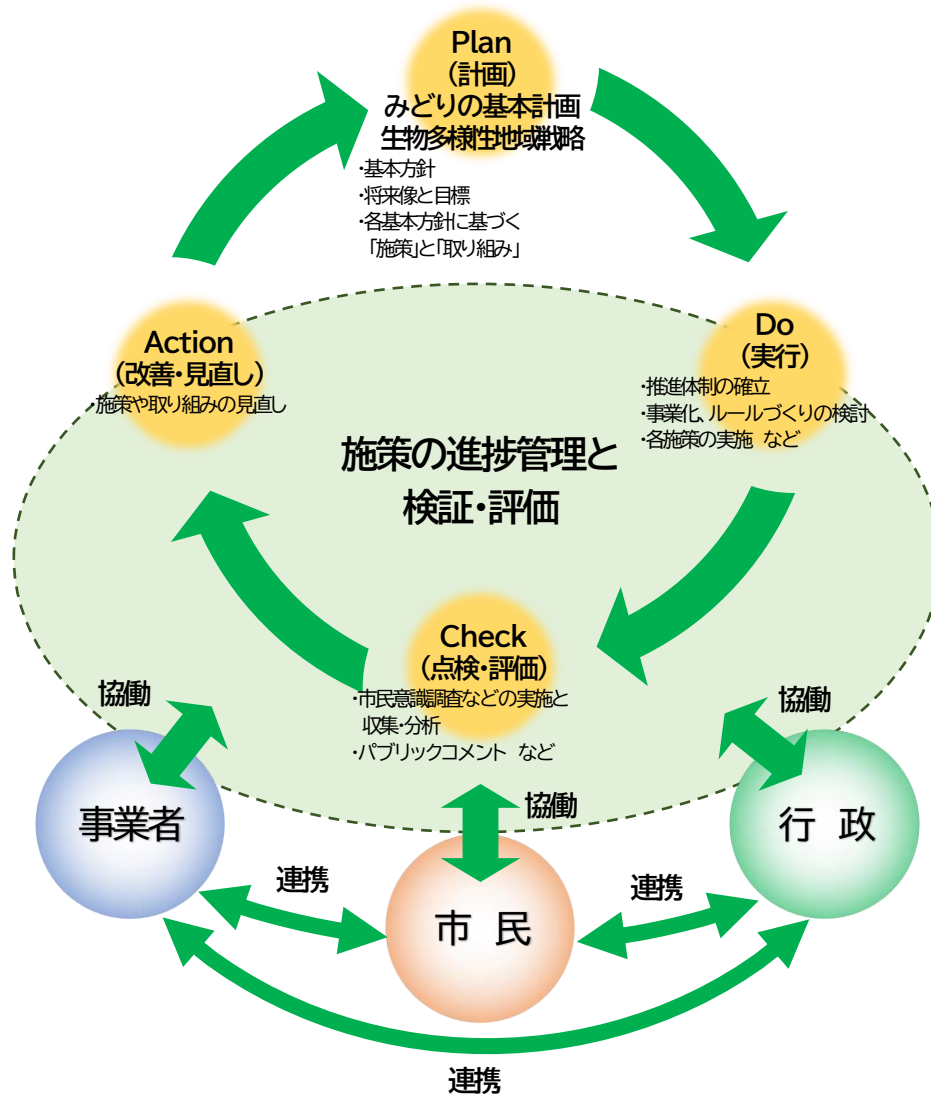 Plan
(計画)
みどりの基本計画
生物多様性地域戦略
・基本方針
・将来像と目標
・各基本方針に基づく
「施策」と「取り組み」
Action
(改善・見直し)
・施策や取り組みの見直し
Do
(実行)
・推進体制の確立
・事業化、ルールづくりの検討
・各施策の実施 など
施策の進捗管理と
検証・評価
Check
(点検・評価)
・市民意識調査などの実施と
収集・分析
・パブリックコメント など
協働
協働
協働
事業者
行 政
市 民
連携
連携
連携